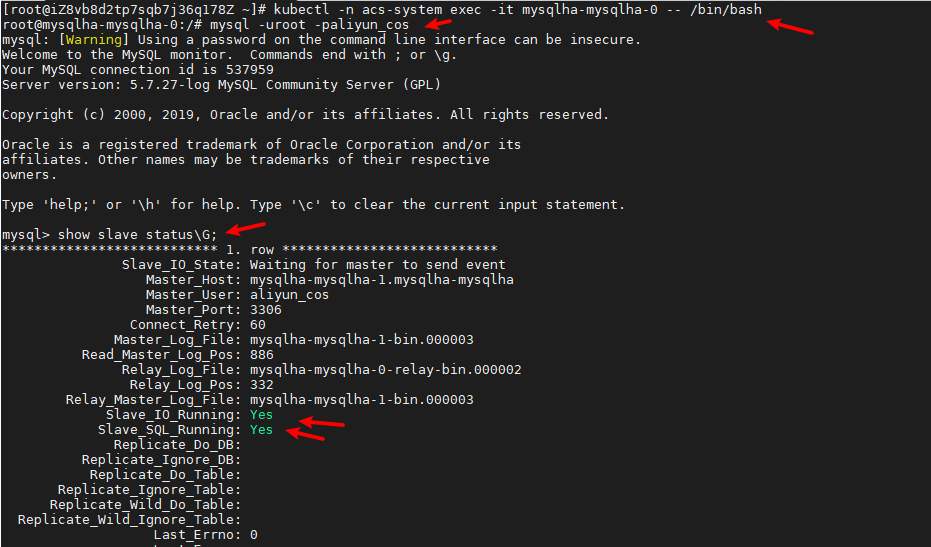 [root@iZ8vb8d2tp7sqb7j36q178Z ~]# kubectl -n acs-system exec -it mysqlha-mysqlha-0 -- /bin/bash
root@mysqlha-mysqlha-0:/# mysql -uroot -paliyun_cos
mysql: [Warning] Using a password on the command line interface can be insecure.
Welcome to the MySQL monitor.  Commands end with ; or \g.
Your MySQL connection id is 537959
Server version: 5.7.27-log MySQL Community Server (GPL)
Copyright (c) 2000, 2019, Oracle and/or its affiliates. All rights reserved.
Oracle is a registered trademark of Oracle Corporation and/or its
affiliates. Other names may be trademarks of their respective
owners.
Type 'help;' or '\h' for help. Type '\c' to clear the current input statement.
mysql> show slave status\G;
*************************** 1. row ***************************
Slave_IO_State: Waiting for master to send event
Master_Host: mysqlha-mysqlha-1.mysqlha-mysqlha
Master_User: aliyun_cos
Master_Port: 3306
Connect_Retry: 60
Master_Log_File: mysqlha-mysqlha-1-bin.000003
Read_Master_Log_Pos: 886
Relay_Log_File: mysqlha-mysqlha-0-relay-bin.000002
Relay_Log_Pos: 332
Relay_Master_Log_File: mysqlha-mysqlha-1-bin.000003
Slave_IO_Running: Yes
Slave_SQL_Running: Yes
Replicate_Do_DB:
Replicate_Ignore_DB:
Replicate_Do_Table:
Replicate_Ignore_Table:
Replicate_Wild_Do_Table:
Replicate_Wild_Ignore_Table:
Last_Errno: 0